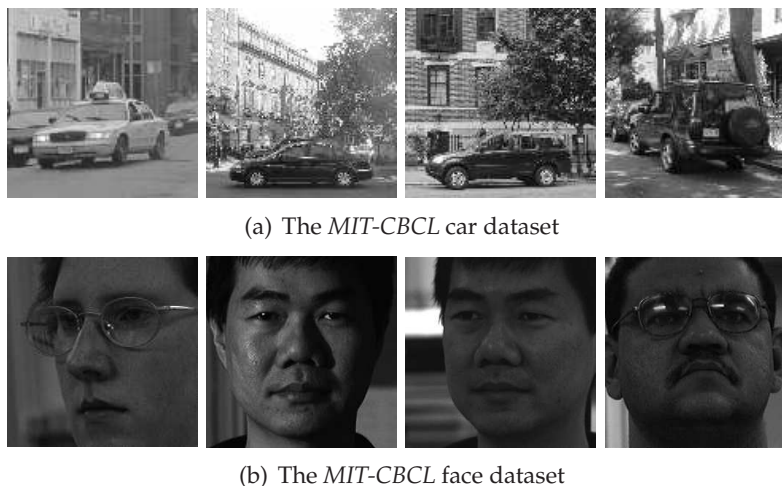 (a) The MIT-CBCL car dataset
(b) The MIT-CBCL face dataset